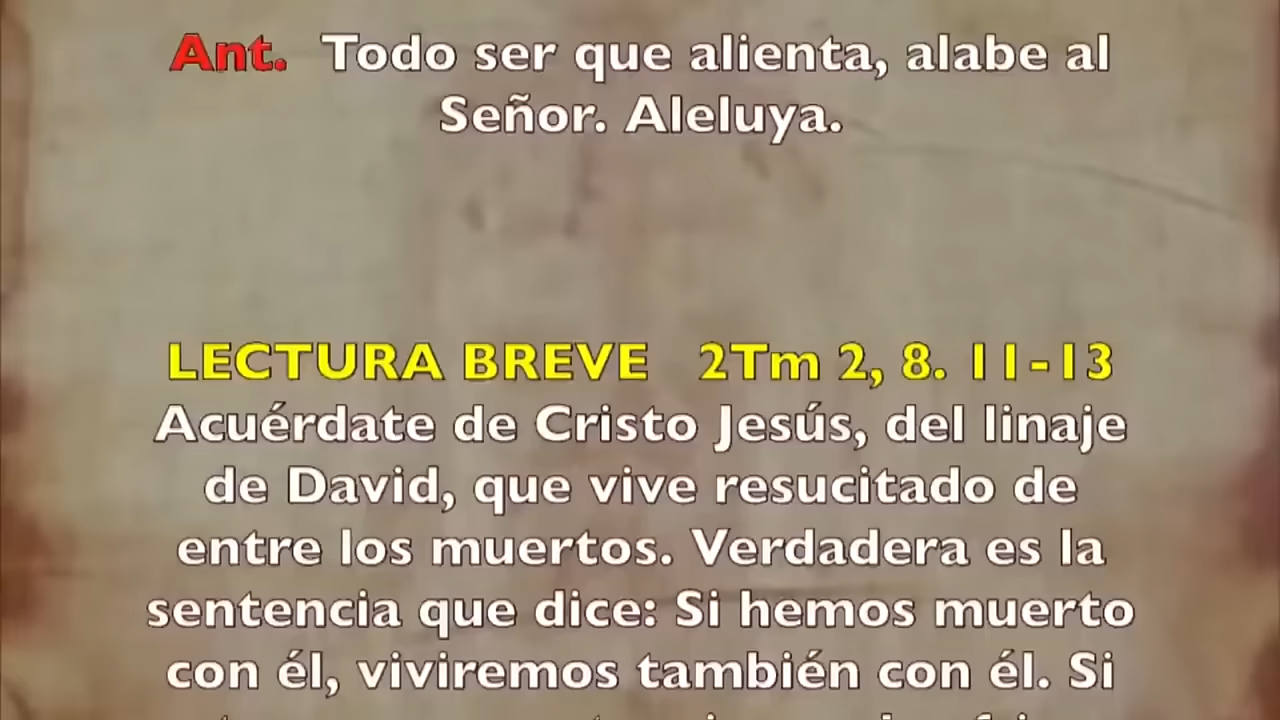 Ant. Todo ser que alienta, alabe al
Señor. Aleluya.
LECTURA BREVE 2Tm 2, 8. 11-13
Acuérdate de Cristo Jesús, del linaje
de David, que vive resucitado de
entre los muertos. Verdadera es la
sentencia que dice: Si hemos muerto
con él, viviremos también con él. Si